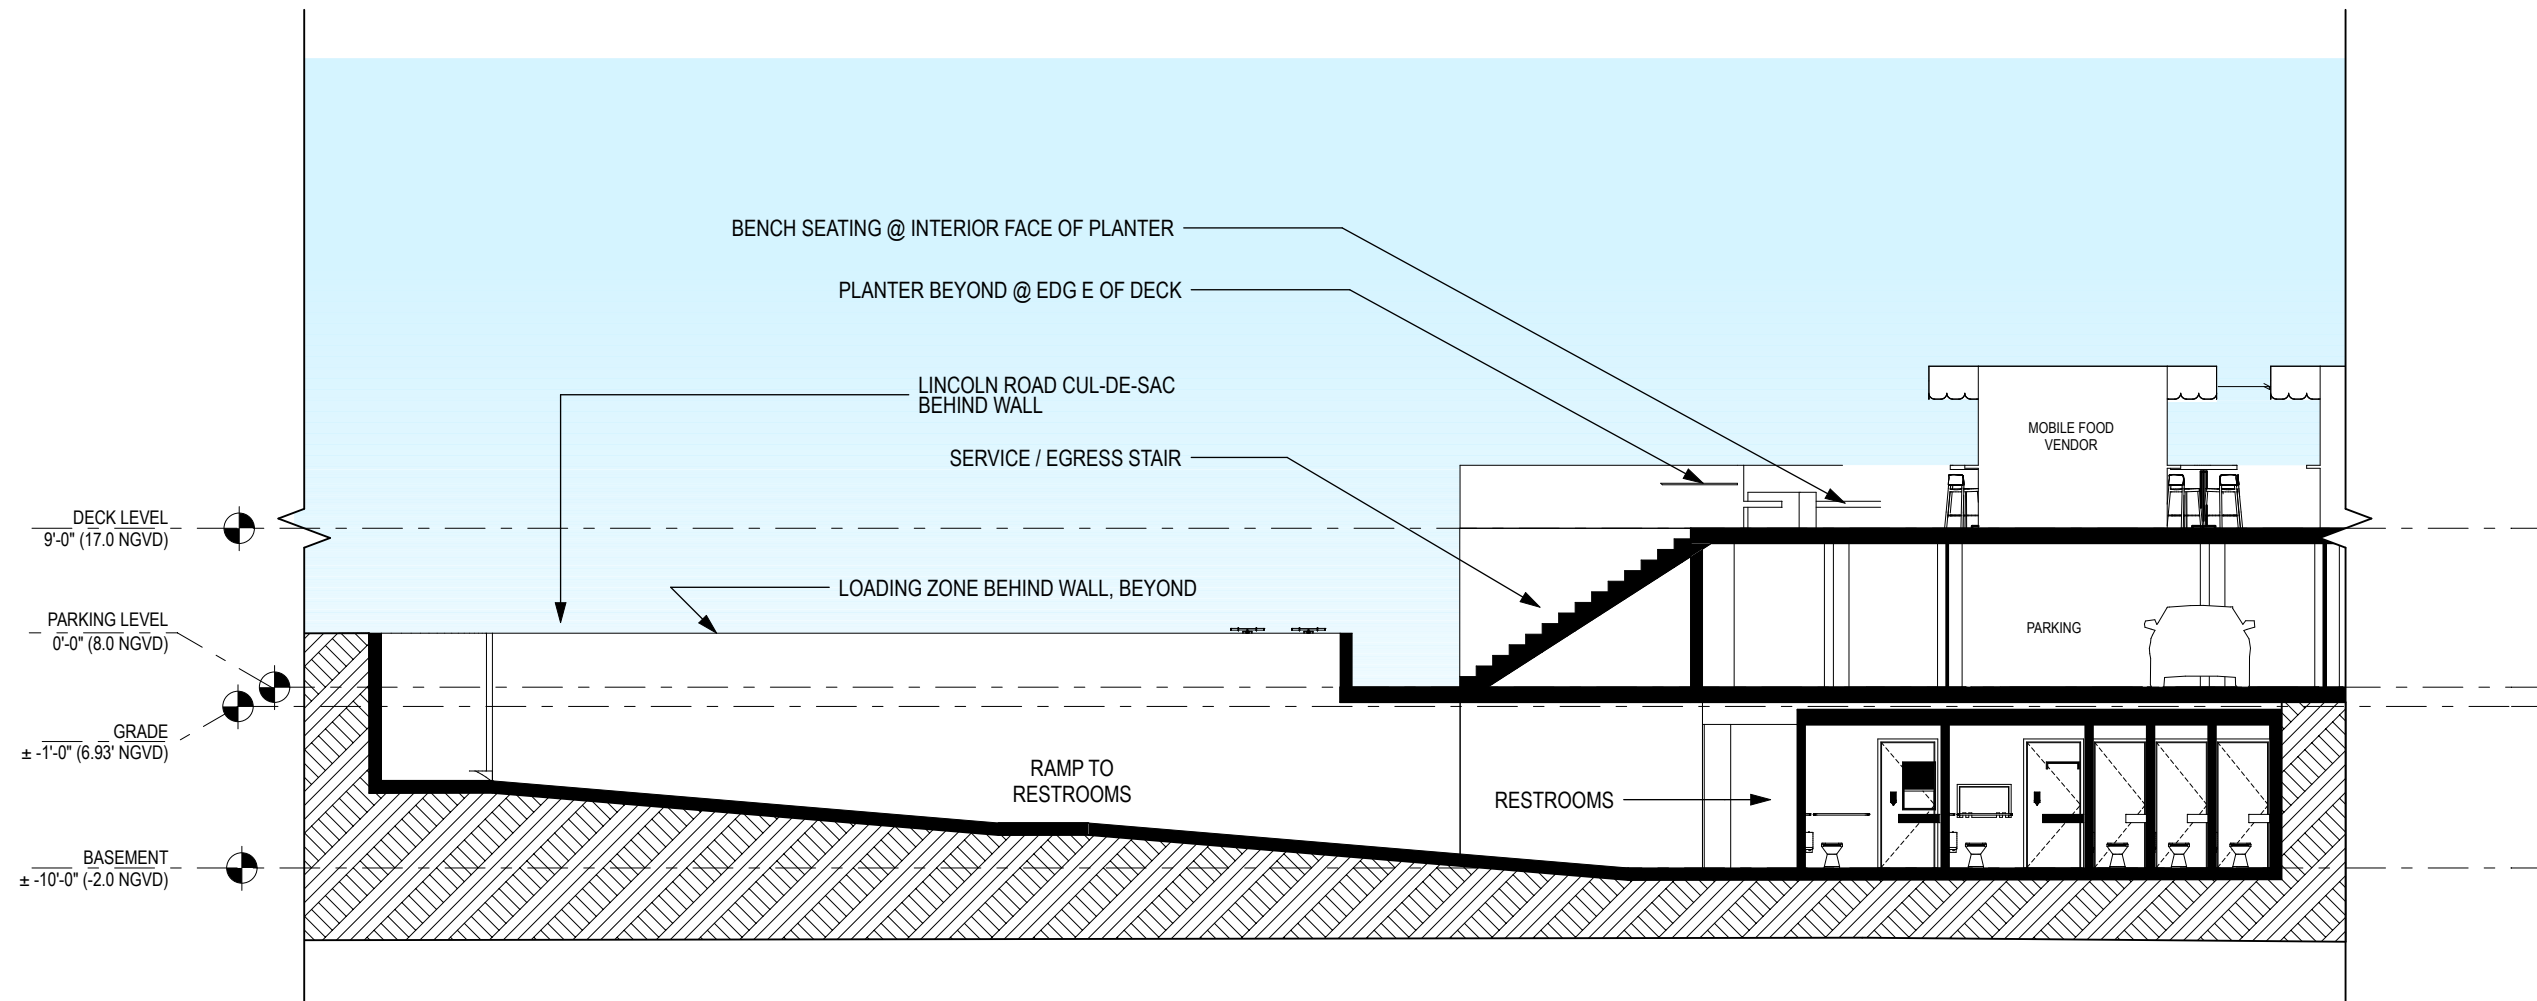 BENCH SEATING @ INTERIOR FACE OF PLANTER
PLANTER BEYOND @ EDG E OF DECK
LINCOLN ROAD CUL-DE-SAC
BEHIND WALL
SERVICE / EGRESS STAIR
MOBILE FOOD
VENDOR
DECK LEVEL
9'-0" (17.0 NGVD)
LOADING ZONE BEHIND WALL, BEYOND
PARKING LEVEL
0'-0" (8.0 NGVD)
PARKING
GRADE
± -1'-0" (6.93' NGVD)
RAMP TO
RESTROOMS
RESTROOMS
BASEMENT
± -10'-0" (-2.0 NGVD)